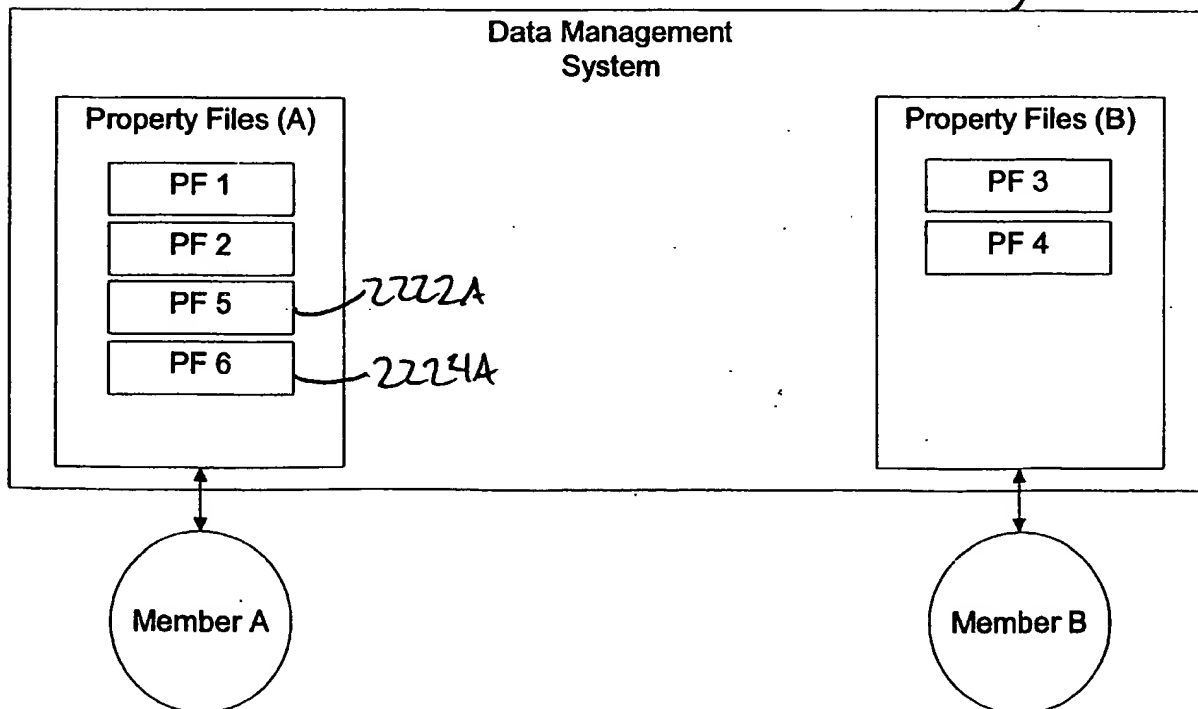 Data Management
System
Property Files (A)
PF 1
PF 2
PF 5
PF 6
2222A
2224A
Property Files (B)
PF 3
PF 4
Member A
Member B